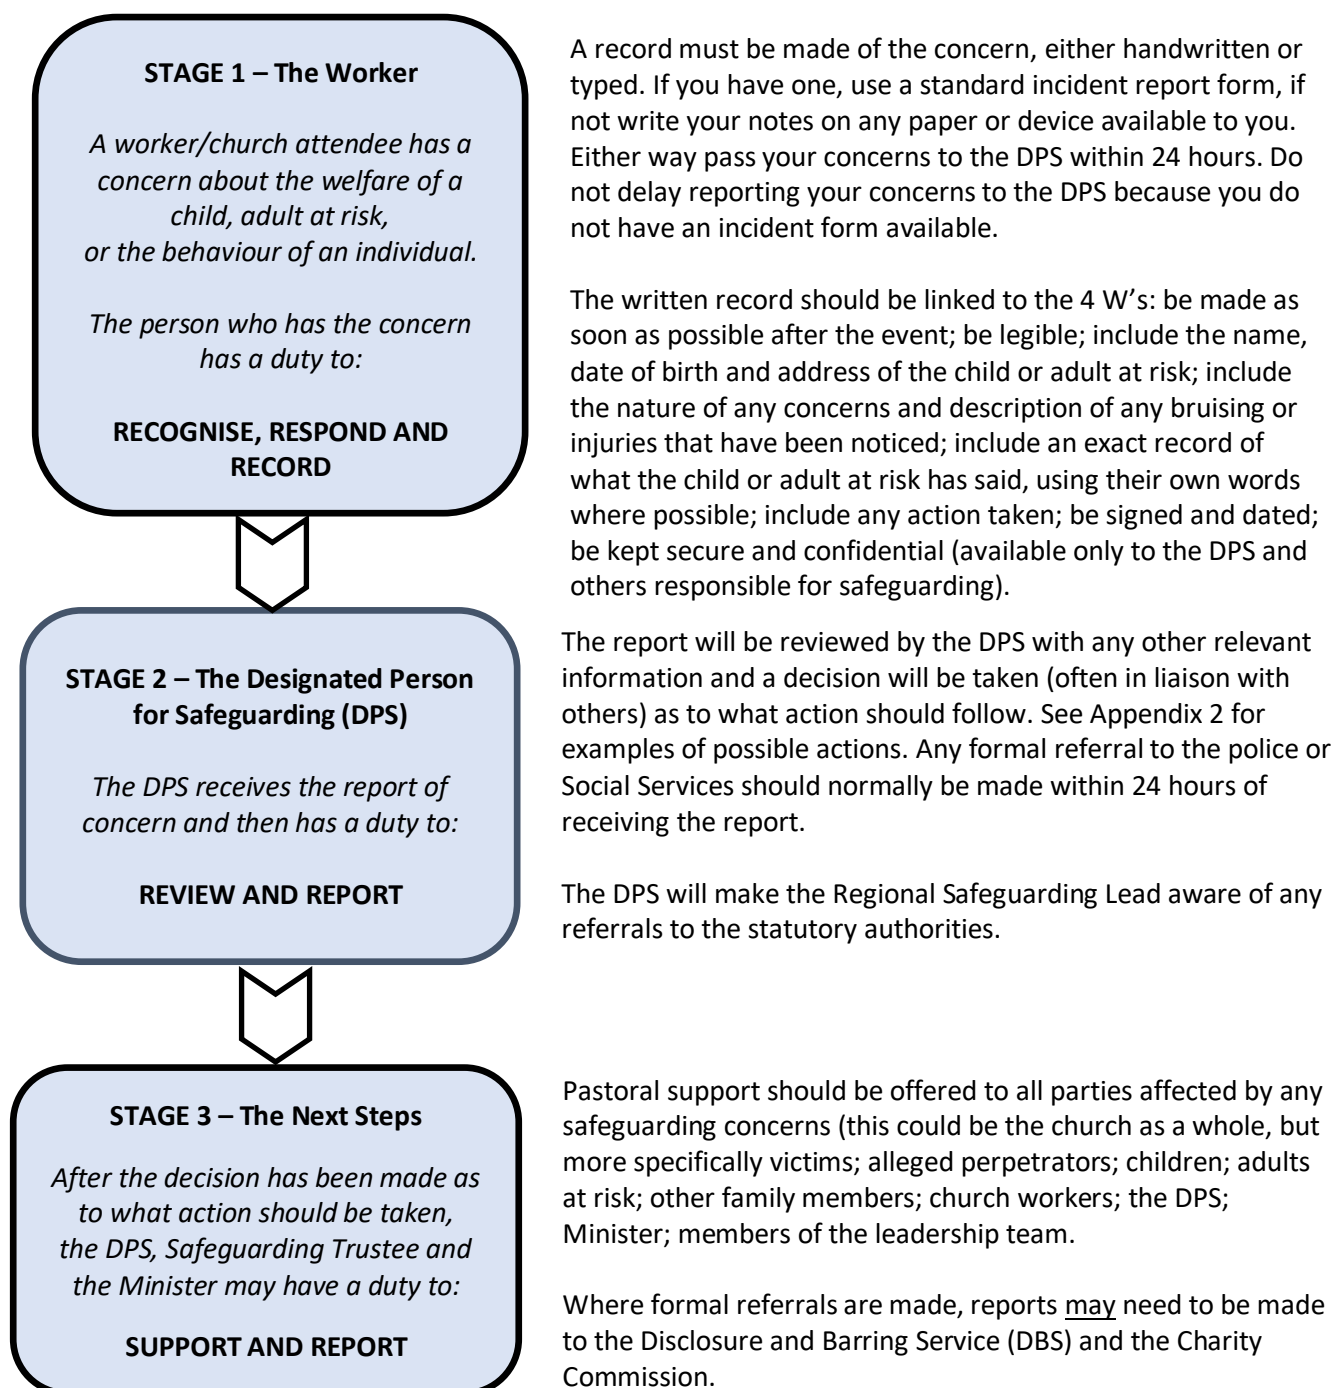 STAGE 1 – The Worker
A worker/church attendee has a
concern about the welfare of a
child, adult at risk,
or the behaviour of an individual.
The person who has the concern
has a duty to:
RECOGNISE, RESPOND AND
RECORD
A record must be made of the concern, either handwritten or
typed. If you have one, use a standard incident report form, if
not write your notes on any paper or device available to you.
Either way pass your concerns to the DPS within 24 hours. Do
not delay reporting your concerns to the DPS because you do
not have an incident form available.
The written record should be linked to the 4 W’s: be made as
soon as possible after the event; be legible; include the name,
date of birth and address of the child or adult at risk; include
the nature of any concerns and description of any bruising or
injuries that have been noticed; include an exact record of
what the child or adult at risk has said, using their own words
where possible; include any action taken; be signed and dated;
be kept secure and confidential (available only to the DPS and
others responsible for safeguarding).
STAGE 2 – The Designated Person
for Safeguarding (DPS)
The DPS receives the report of
concern and then has a duty to:
REVIEW AND REPORT
The report will be reviewed by the DPS with any other relevant
information and a decision will be taken (often in liaison with
others) as to what action should follow. See Appendix 2 for
examples of possible actions. Any formal referral to the police or
Social Services should normally be made within 24 hours of
receiving the report.
The DPS will make the Regional Safeguarding Lead aware of any
referrals to the statutory authorities.
STAGE 3 – The Next Steps
After the decision has been made as
to what action should be taken,
the DPS, Safeguarding Trustee and
the Minister may have a duty to:
SUPPORT AND REPORT
Pastoral support should be offered to all parties affected by any
safeguarding concerns (this could be the church as a whole, but
more specifically victims; alleged perpetrators; children; adults
at risk; other family members; church workers; the DPS;
Minister; members of the leadership team.
Where formal referrals are made, reports may need to be made
to the Disclosure and Barring Service (DBS) and the Charity
Commission.